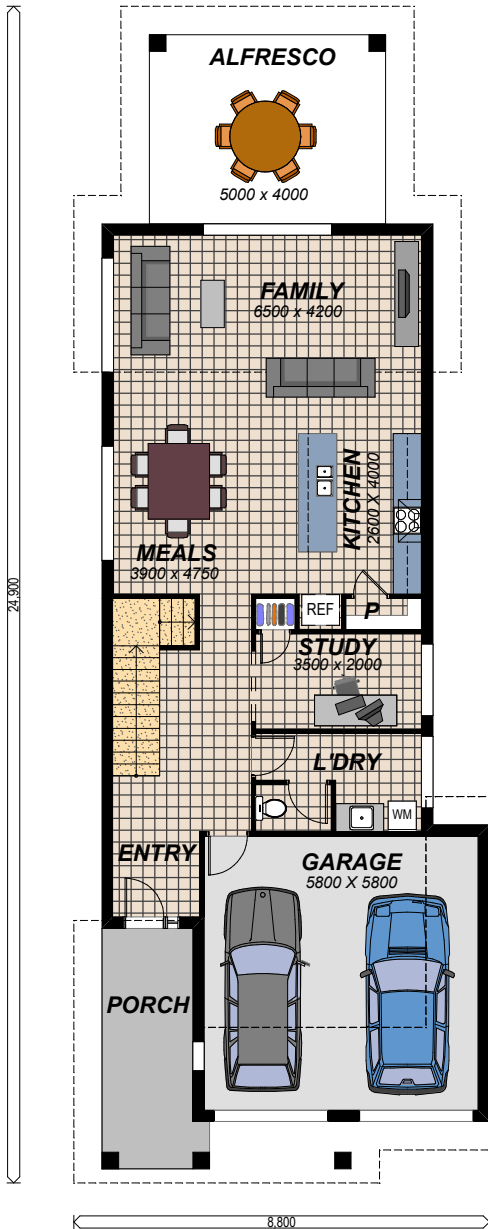 ALFRESCO
5000 x 4000
FAMILY
6500 x 4200
KITCHEN
2600 X 4000
MEALS
3900 x 4750
REF
P
STUDY
3500 x 2000
L'DRY
WM
ENTRY
GARAGE
5800 X 5800
PORCH
24.900
8.800